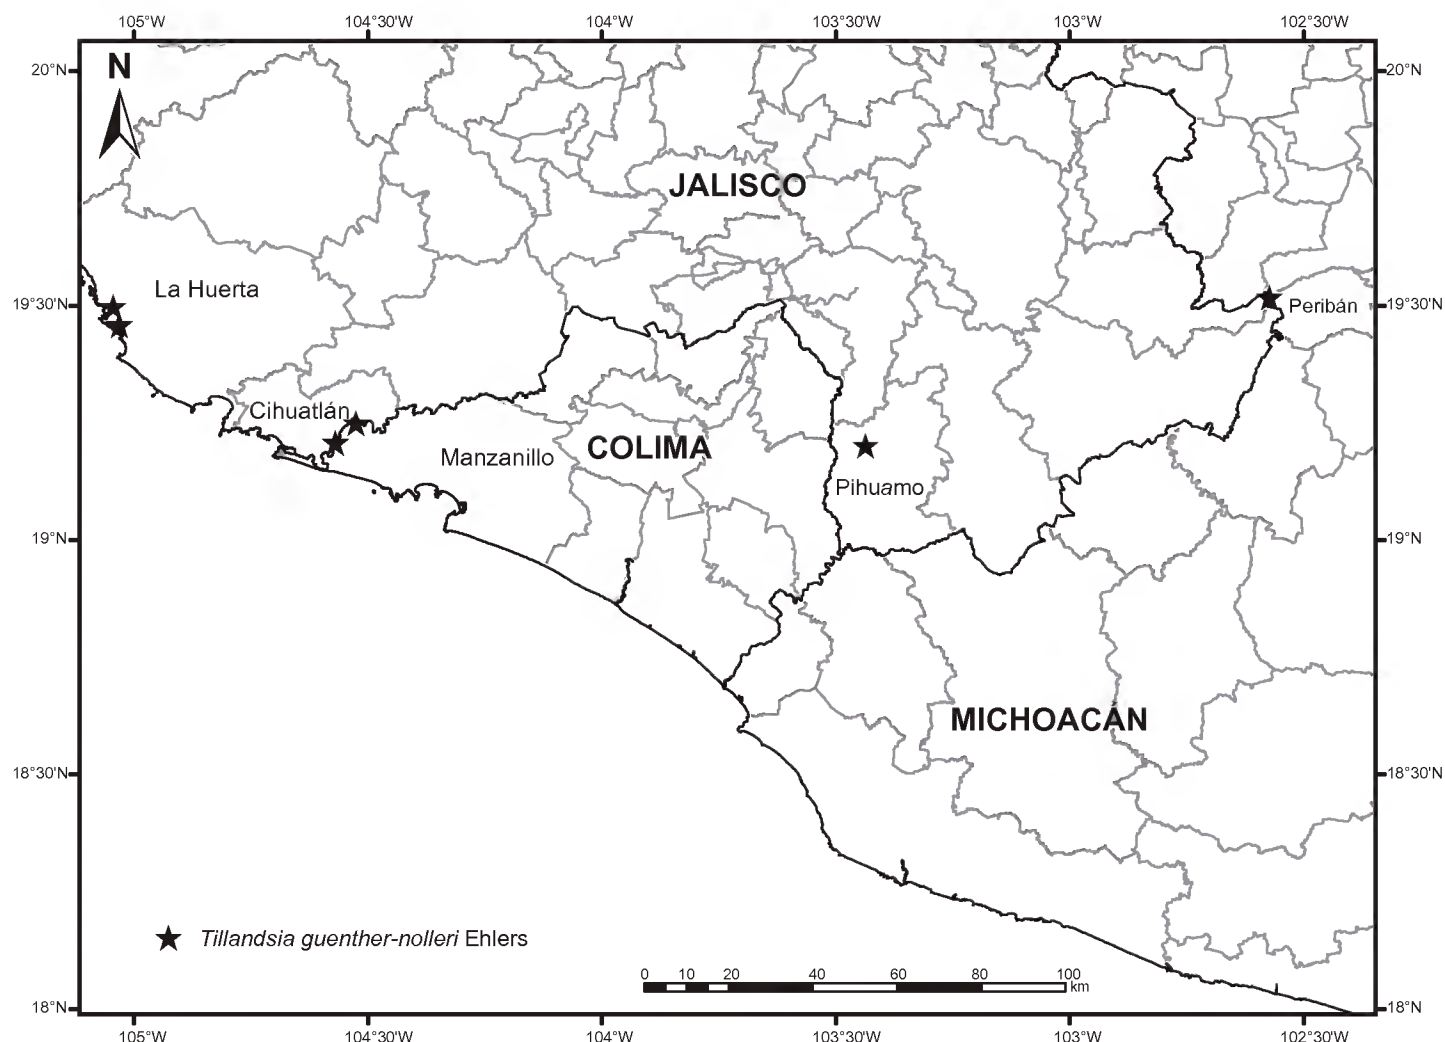 105°W 104°30'W 104°W 103°30'W 103°W 102°30'W
20°N 20°N
N
JALISCO
La Huerta
19°30'N 19°30'N
Peribán
Cihuatlán
COLIMA
Manzanillo
Pihuamo
19°N 19°N
MICHOACÁN
18°30'N 18°30'N
Tillandsia guenther-nolleri Ehlers
0 10 20 40 60 80 100
km
18°N 18°N
105°W 104°30'W 104°W 103°30'W 103°W 102°30'W